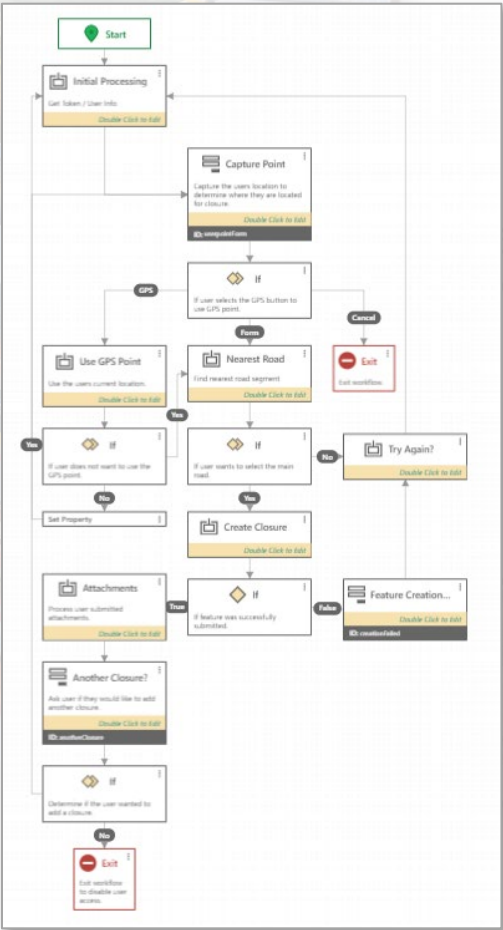 Start
Initial Processing
Get Token / User Info
Double Click to Edit
Capture Point
Capture the users location to
determine where they are located
for closure.
Double Click to Edit
ID: userpointForm
If
If user selects the GPS button to
use GPS point.
GPS
Cancel
Form
Use GPS Point
Use the users current location.
Double Click to Edit
Nearest Road
Find nearest road segment
Double Click to Edit
Exit
Exit workflow
Yes
If
If user does not want to use the
GPS point.
If
If user wants to select the main
road.
Yes
No
Try Again?
Double Click to Edit
No
Yes
Set Property
Create Closure
Double Click to Edit
Attachments
Process user submitted
attachments.
Double Click to Edit
True
If
If feature was successfully
submitted.
False
Feature Creation...
Double Click to Edit
ID: creationFailed
Another Closure?
Ask user if they would like to add
another closure.
Double Click to Edit
ID: anotherClosure
If
Determine if the user wanted to
add a closure.
No
Exit
Exit workflow
to disable user
access.